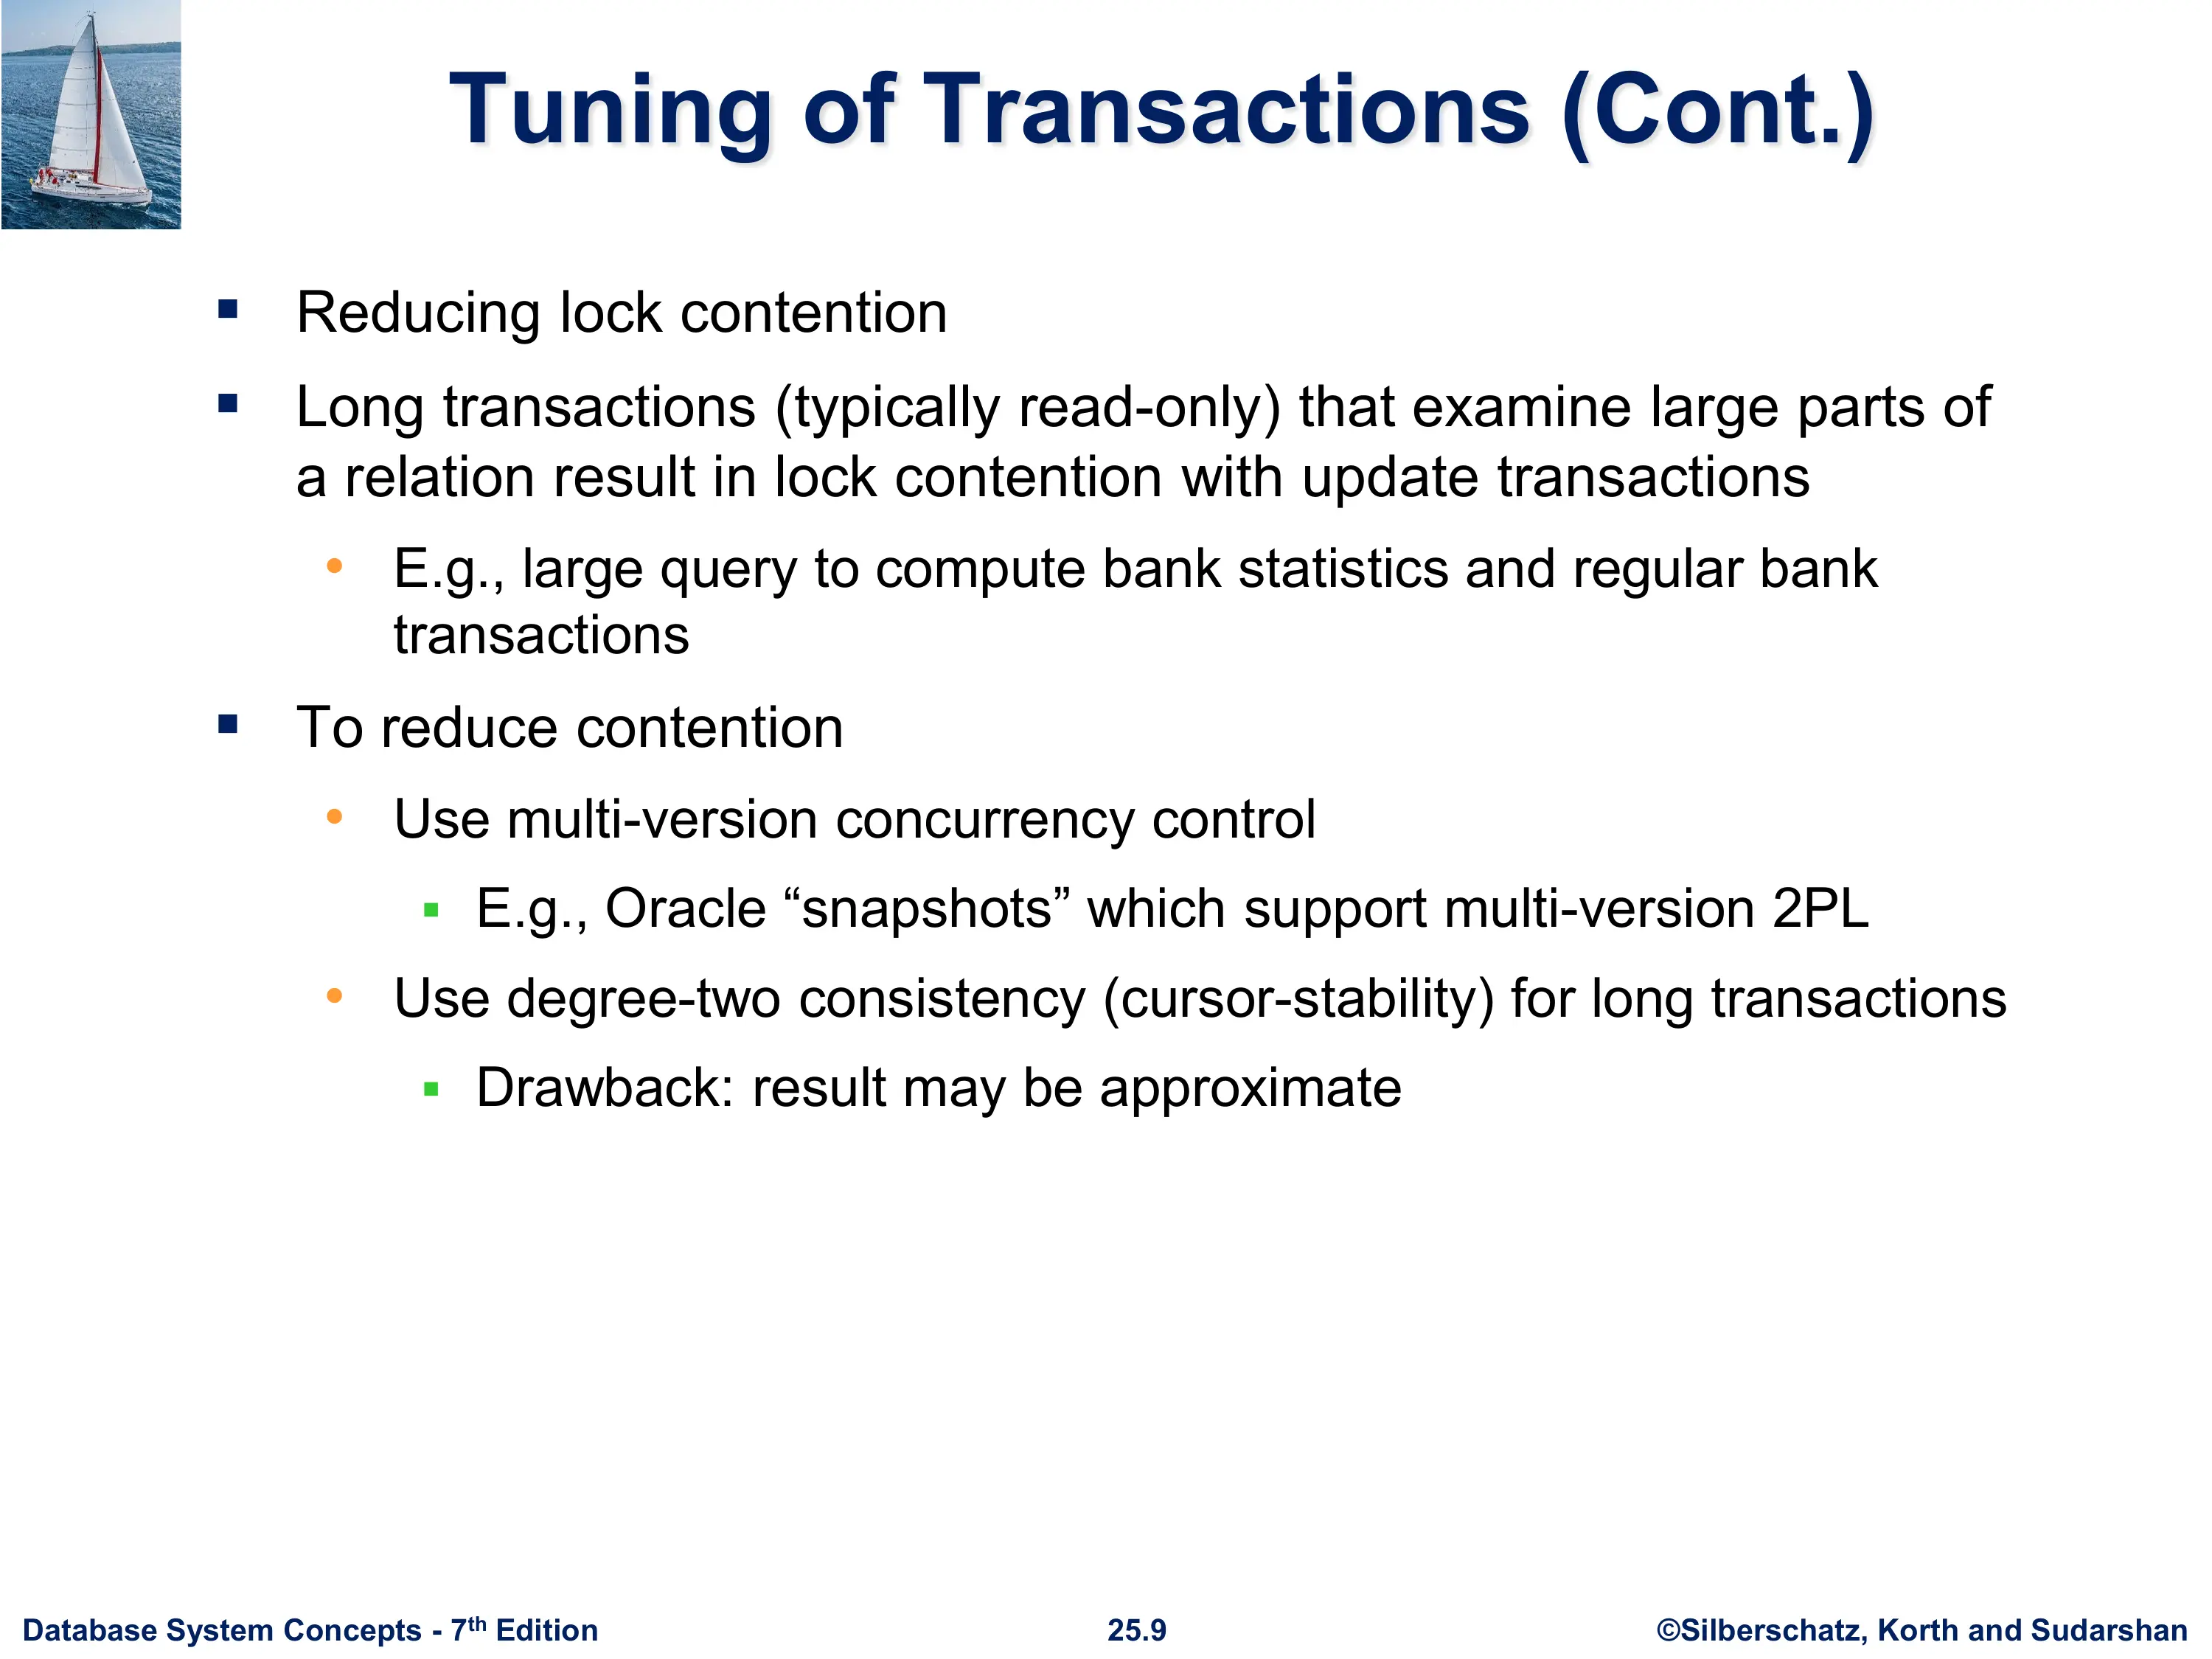 Tuning of Transactions (Cont.)
Reducing lock contention
Long transactions (typically read-only) that examine large parts of
a relation result in lock contention with update transactions
E.g., large query to compute bank statistics and regular bank
transactions
To reduce contention
Use multi-version concurrency control
E.g., Oracle “snapshots” which support multi-version 2PL
Use degree-two consistency (cursor-stability) for long transactions
Drawback: result may be approximate
Database System Concepts - 7th Edition
25.9
©Silberschatz, Korth and Sudarshan